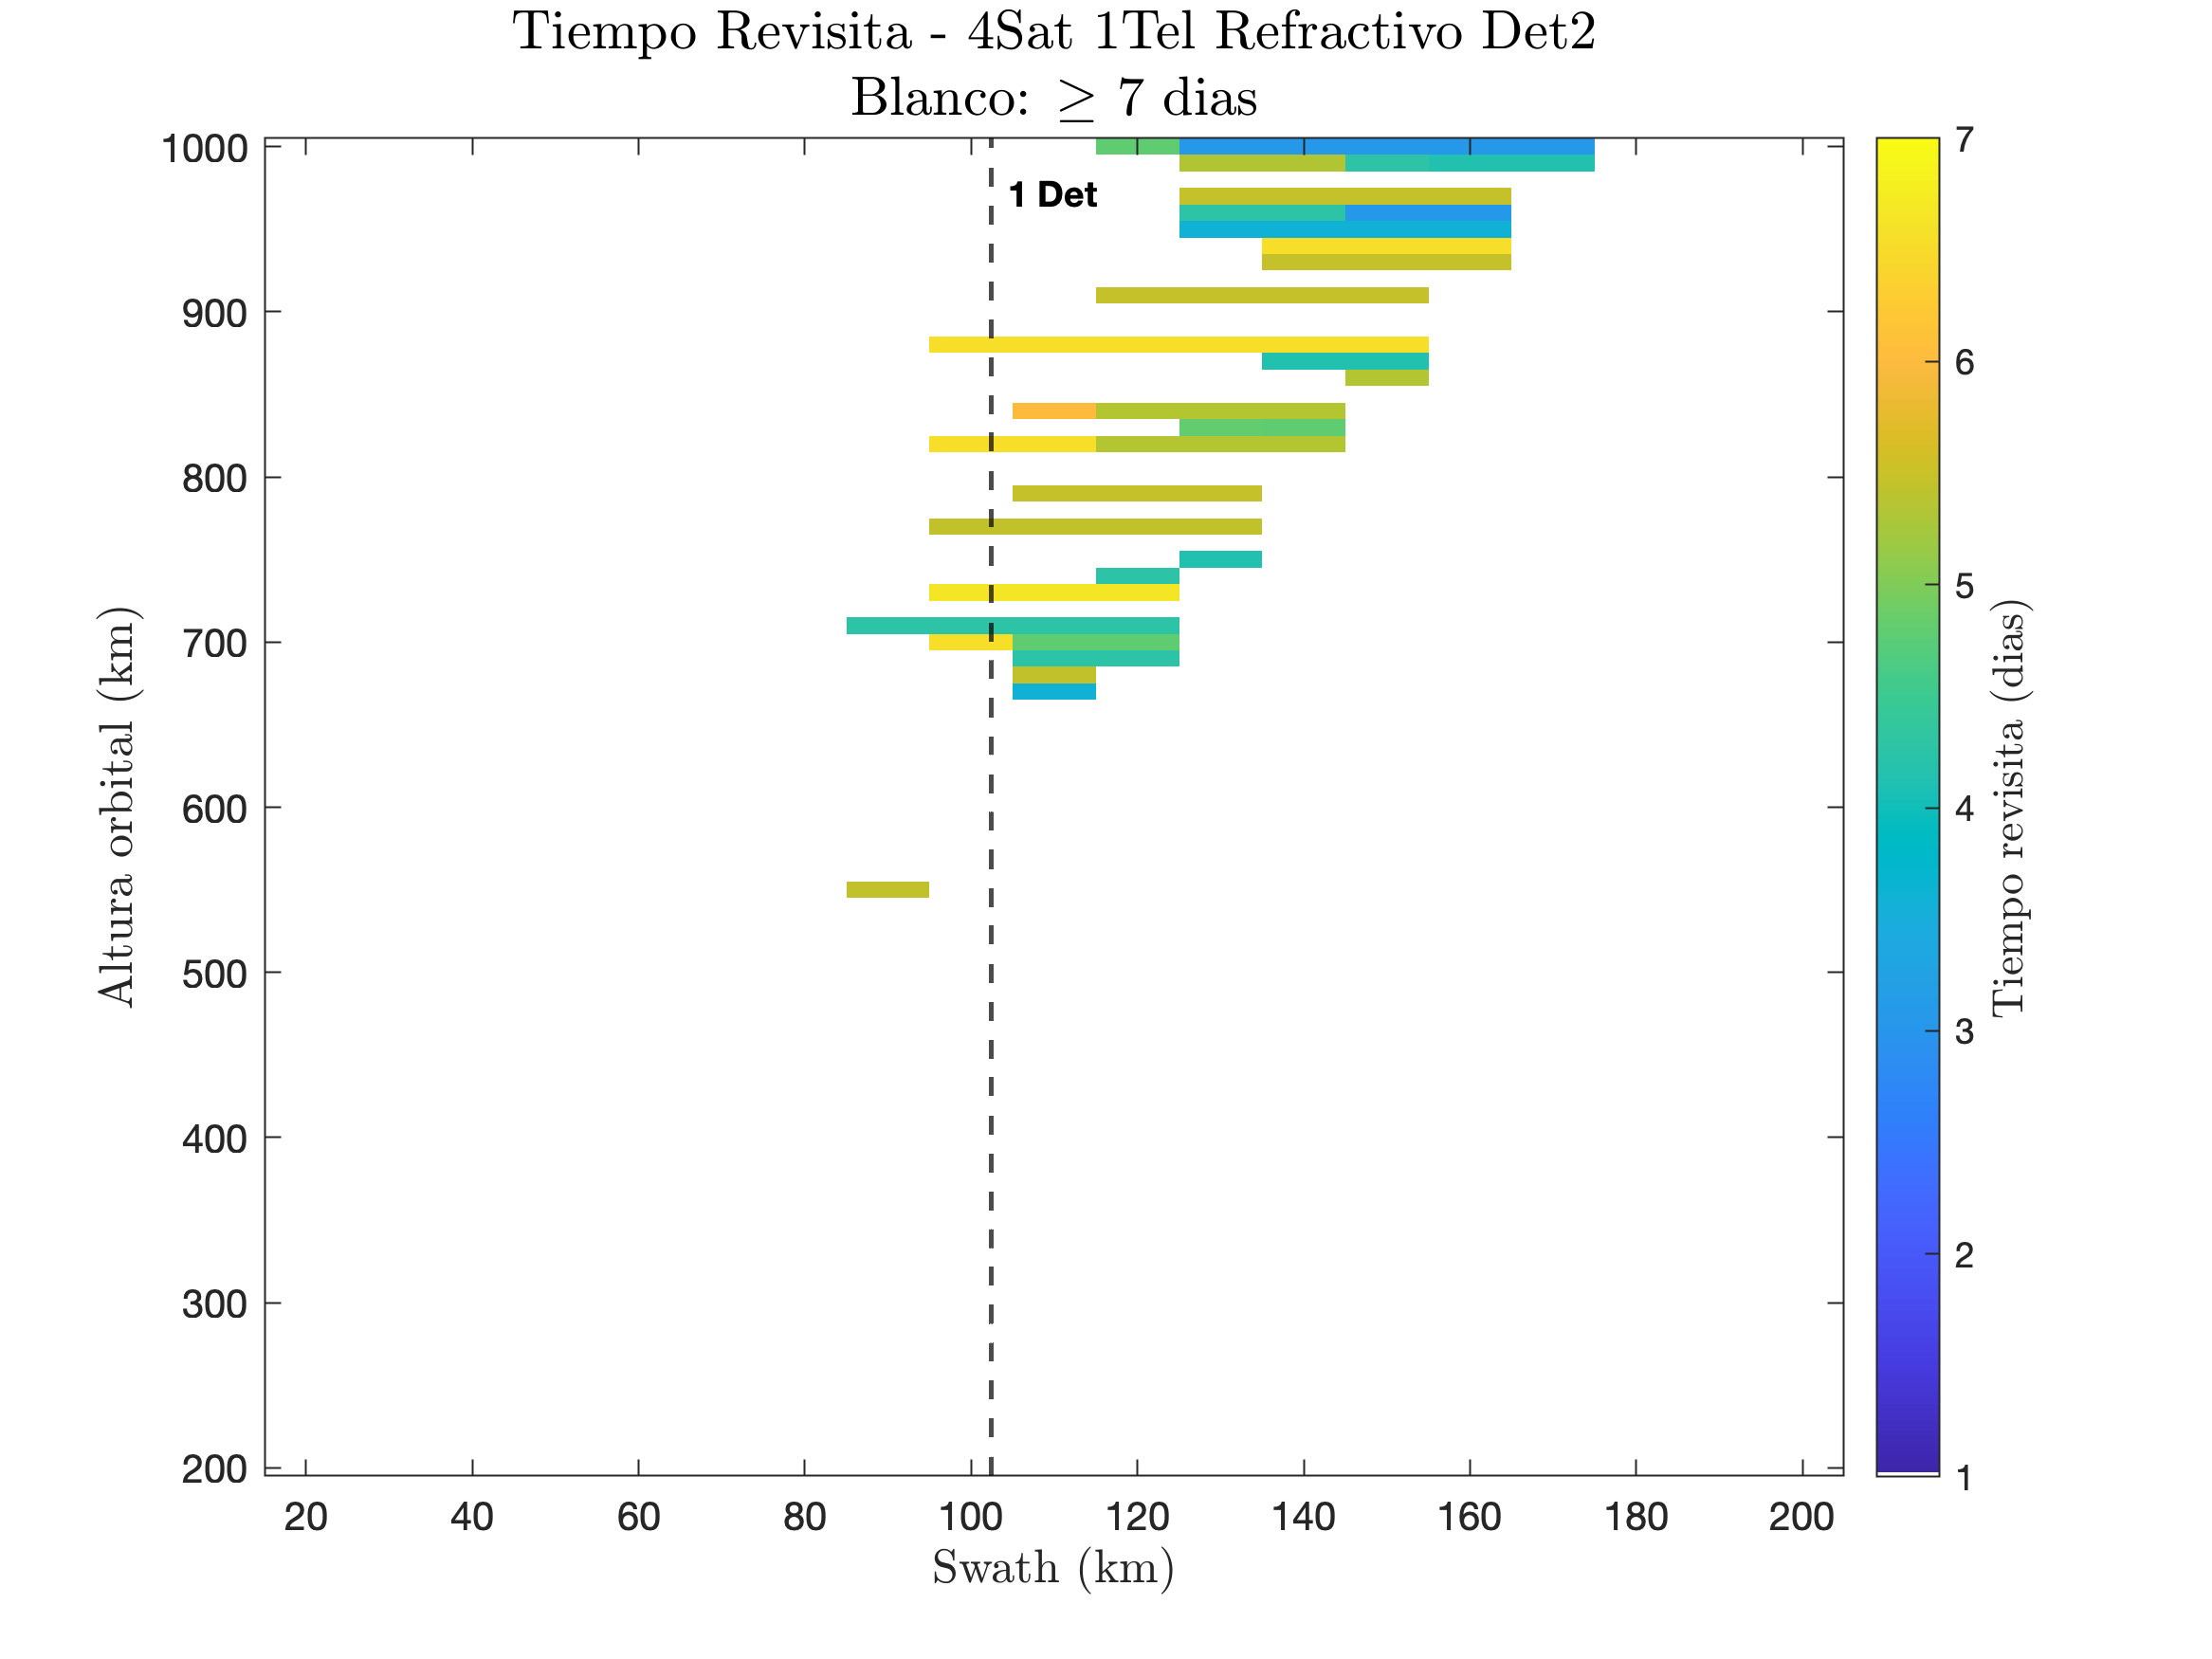 Tiempo Revisita - 4Sat 1Tel Refractivo Det2
Blanco: ≥ 7 dias
1 Det
1000
900
800
700
600
500
400
300
200
Altura orbital (km)
20 40 60 80 100 120 140 160 180 200
Swath (km)
7
6
5
4
3
2
1
Tiempo revisita (dias)